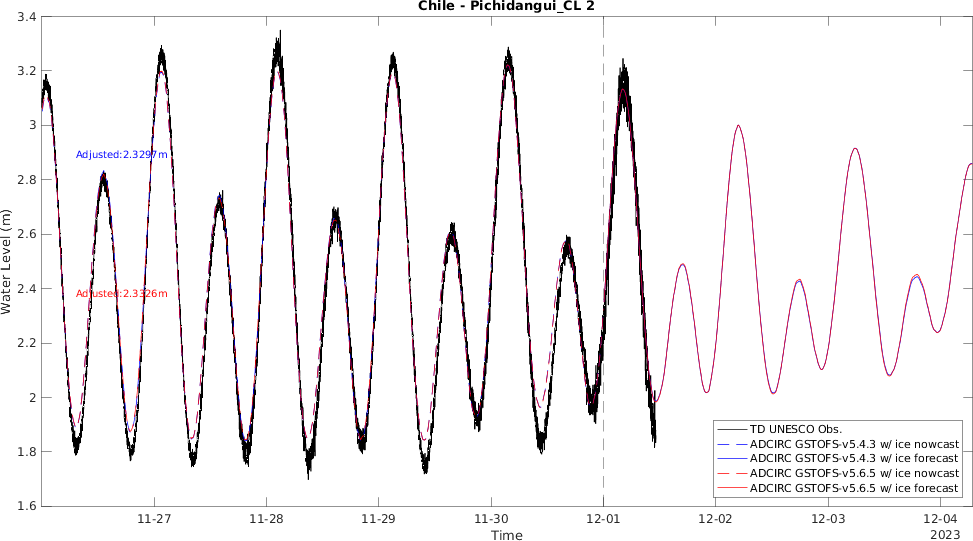 Chile - Pichidangui_CL 2
3.4
3.2
3
2.8
2.6
2.4
2.2
2
1.8
1.6
Water Level (m)
Adjusted:2.3297m
Adjusted:2.3326m
TD UNESCO Obs.
ADCIRC GSTOFS-v5.4.3 w/ ice nowcast
ADCIRC GSTOFS-v5.4.3 w/ ice forecast
ADCIRC GSTOFS-v5.6.5 w/ ice nowcast
ADCIRC GSTOFS-v5.6.5 w/ ice forecast
11-27 11-28 11-29 11-30 12-01 12-02 12-03 12-04
Time
2023